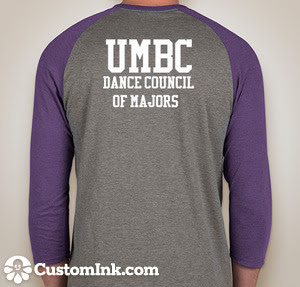 UMBC
DANCE COUNCIL
OF MAJORS
CustomInk.com